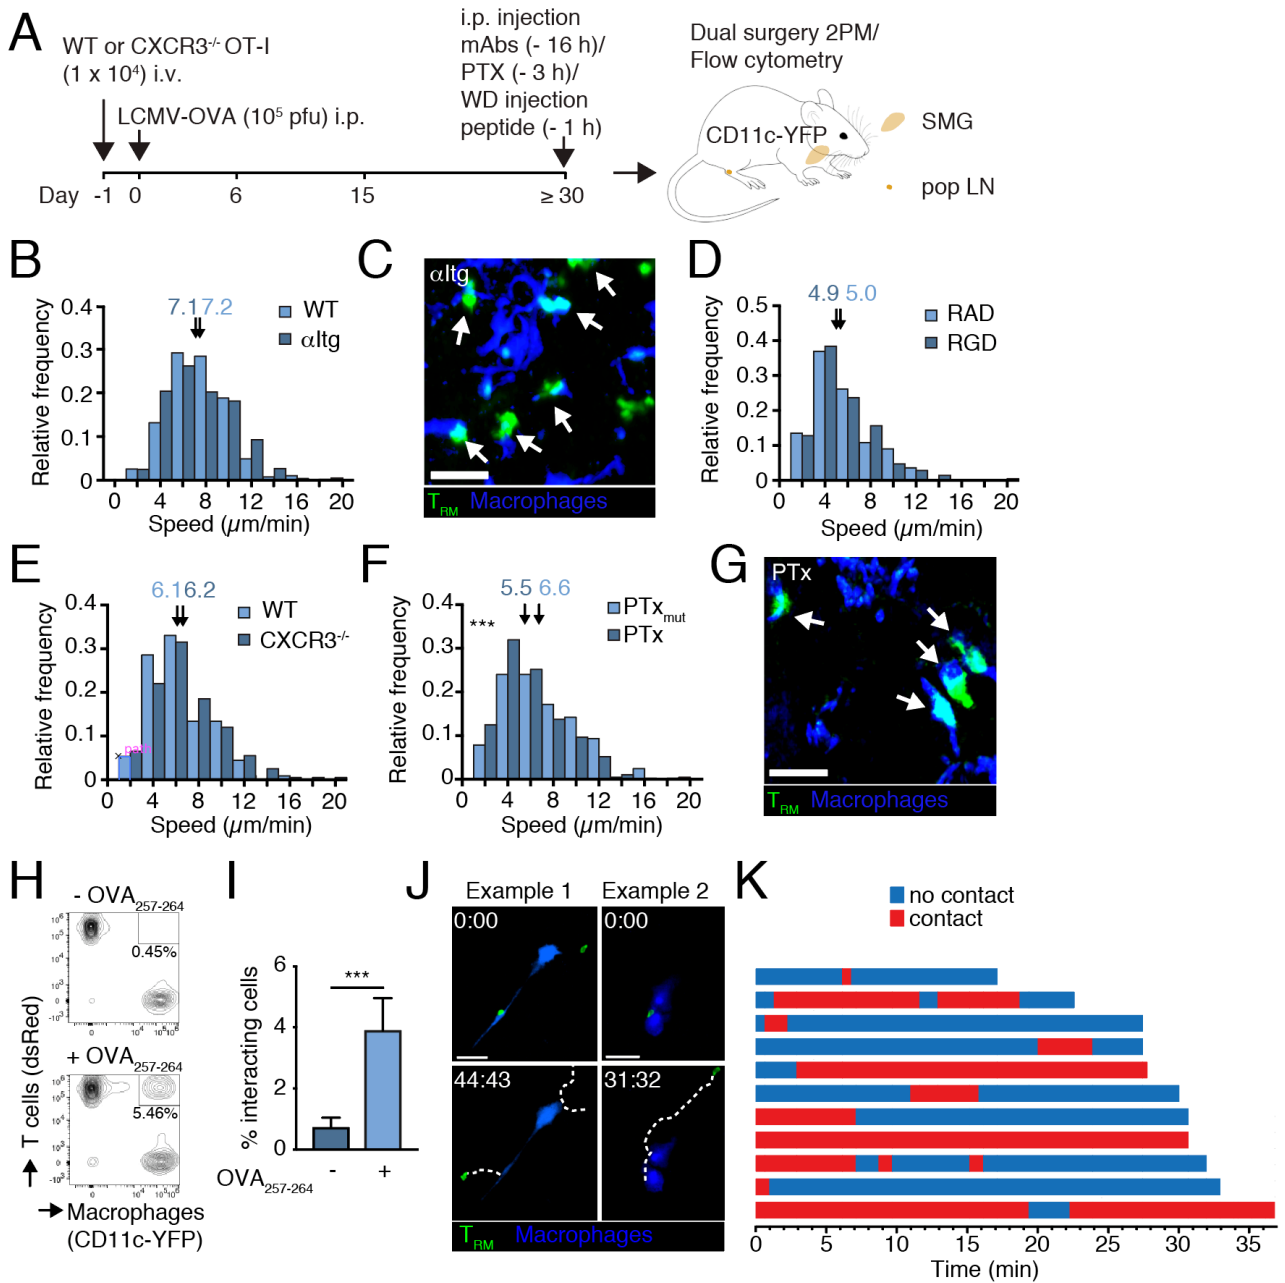 A
WT or CXCR3-/- OT-I
(1 x 10⁴) i.v.
LCMV-OVA (10⁵ pfu) i.p.
i.p. injection
mAbs (- 16 h)/
PTX (- 3 h)/
WD injection
peptide (- 1 h)
Day -1 0 6 15 ≥ 30
Dual surgery 2PM/
Flow cytometry
CD11c-YFP
SMG
pop LN
B
7.1 7.2
WT
αItg
Relative frequency
0.4
0.3
0.2
0.1
0
0 4 8 12 16 20
Speed (µm/min)
C
αItg
TRM Macrophages
D
4.9 5.0
RAD
RGD
Relative frequency
0.5
0.4
0.3
0.2
0.1
0
0 4 8 12 16 20
Speed (µm/min)
E
6.1 6.2
WT
CXCR3-/-
Relative frequency
0.4
0.3
0.2
0.1
0
path
0 4 8 12 16 20
Speed (µm/min)
F
5.5 6.6
PTxmut
PTx
***
Relative frequency
0.4
0.3
0.2
0.1
0
0 4 8 12 16 20
Speed (µm/min)
G
PTx
TRM Macrophages
H
- OVA257-264
0.45%
+ OVA257-264
5.46%
T cells (dsRed)
Macrophages
(CD11c-YFP)
I
% interacting cells
6
4
2
0
***
- +
OVA257-264
J
Example 1 Example 2
0:00 0:00
44:43 31:32
TRM Macrophages
K
no contact
contact
0 5 10 15 20 25 30 35
Time (min)